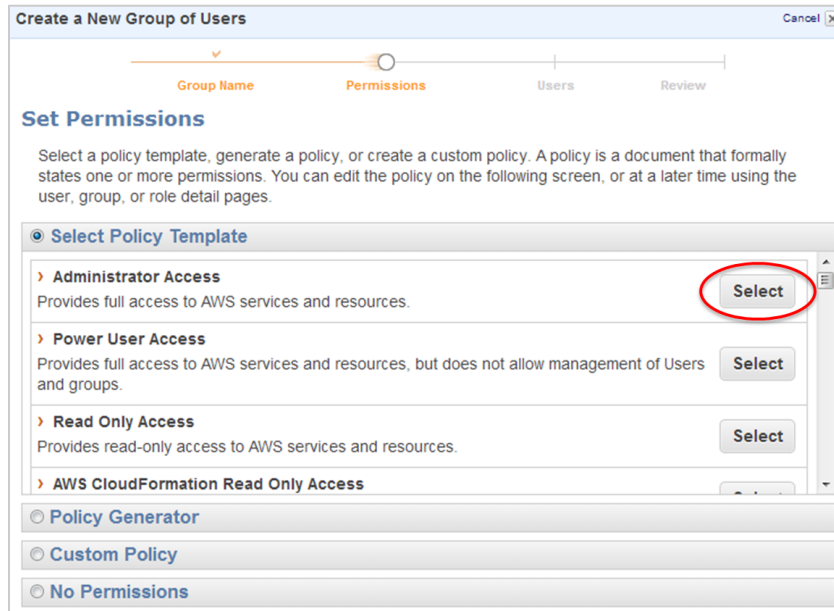 Create a New Group of Users
Cancel
Group Name
Permissions
Users
Review
Set Permissions
Select a policy template, generate a policy, or create a custom policy. A policy is a document that formally
states one or more permissions. You can edit the policy on the following screen, or at a later time using the
user, group, or role detail pages.
Select Policy Template
Administrator Access
Provides full access to AWS services and resources.
Select
Power User Access
Provides full access to AWS services and resources, but does not allow management of Users
and groups.
Select
Read Only Access
Provides read-only access to AWS services and resources.
Select
AWS CloudFormation Read Only Access
Policy Generator
Custom Policy
No Permissions